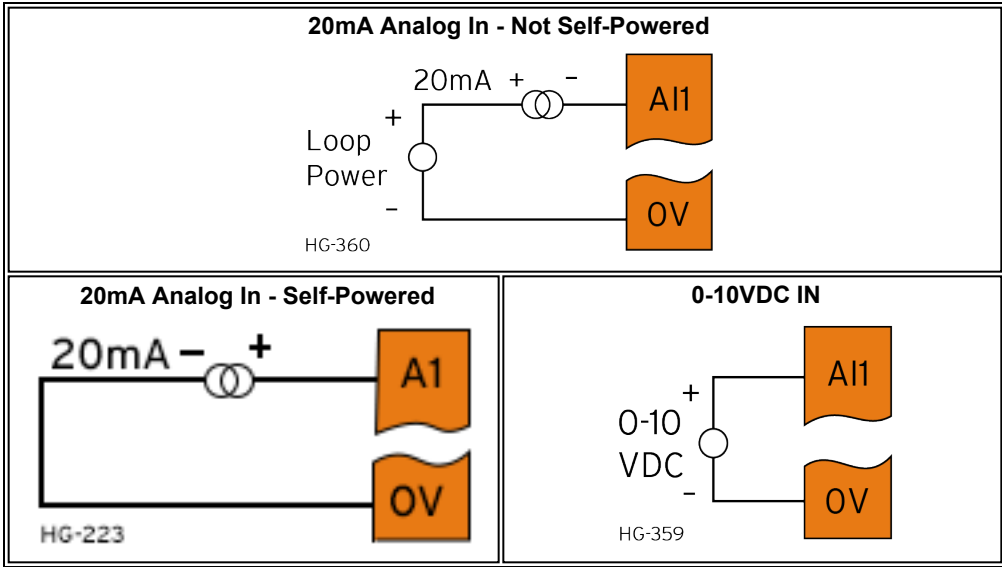 20mA Analog In - Not Self-Powered
20mA + -
AI1
+
Loop
Power
-
0V
HG-360
20mA Analog In - Self-Powered
20mA - +
A1
0V
HG-223
0-10VDC IN
AI1
+
0-10
VDC
-
0V
HG-359